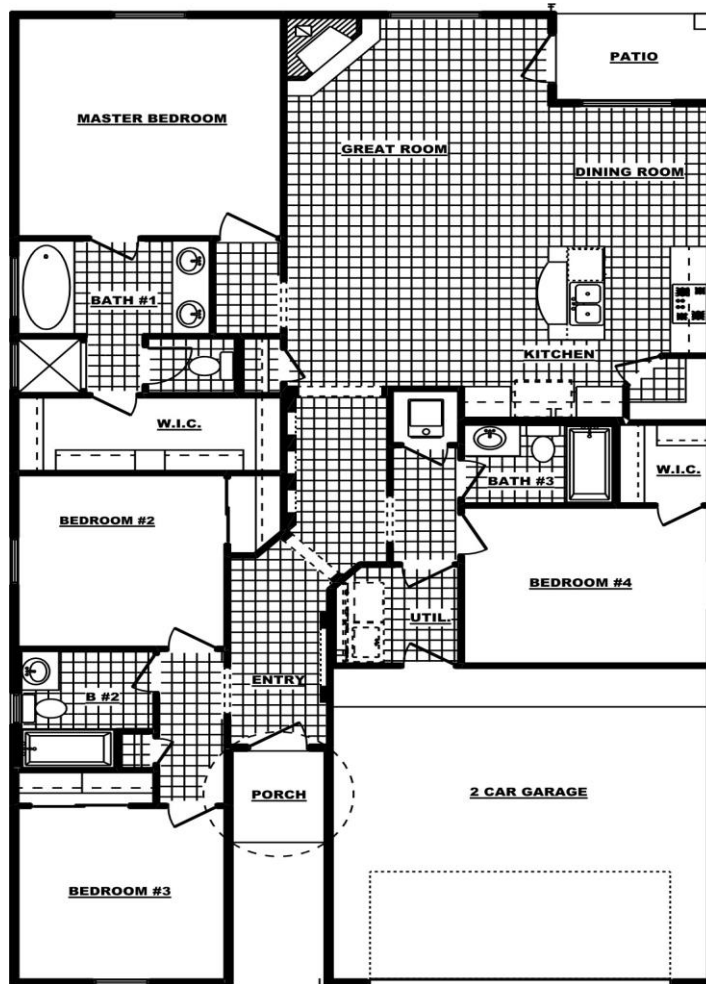 PATIO
MASTER BEDROOM
GREAT ROOM
DINING ROOM
BATH #1
KITCHEN
W.I.C.
W.I.C.
BATH #3
BEDROOM #2
BEDROOM #4
UTIL.
ENTRY
B #2
PORCH
2 CAR GARAGE
BEDROOM #3